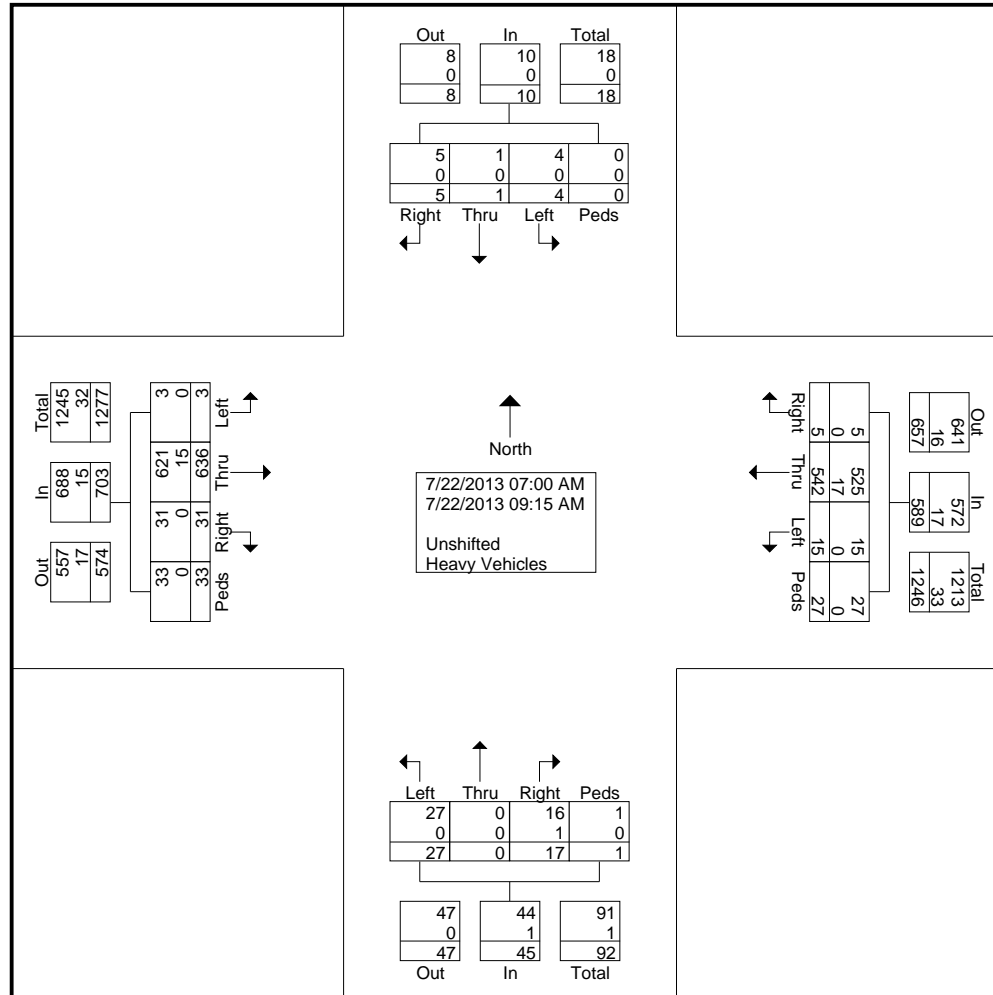 Out In Total
8 10 18
0 0 0
8 10 18
5 1 4 0
0 0 0 0
5 1 4 0
Right Thru Left Peds
Total
1245 32 1277
In
688 15 703
Out
557 17 574
3 0 3
Left
621 15 636
Thru
31 0 31
Right
33 0 33
Peds
North
7/22/2013 07:00 AM
7/22/2013 09:15 AM
Unshifted
Heavy Vehicles
Right
5 0 5
Thru
542 17 525
Left
15 0 15
Peds
27 0 27
Out
657 16 641
In
589 17 572
Total
1246 33 1213
Left Thru Right Peds
27 0 16 1
0 0 1 0
27 0 17 1
47 44 91
0 1 1
47 45 92
Out In Total